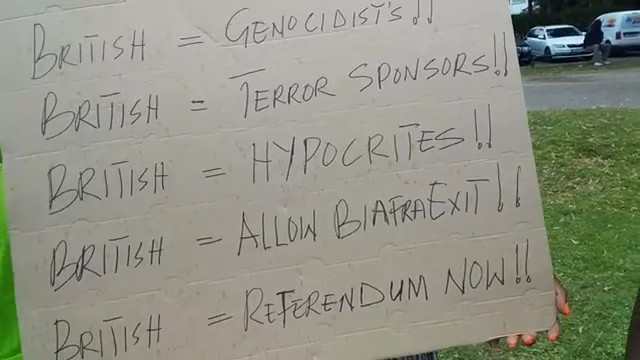 BRITISH = GENOCIDIST'S!!
BRITISH = TERROR SPONSORS!!
BRITISH = HYPOCRITES!!
BRITISH = ALLOW BIAFRAEXIT!!
BRITISH = REFERENDUM NOW!!